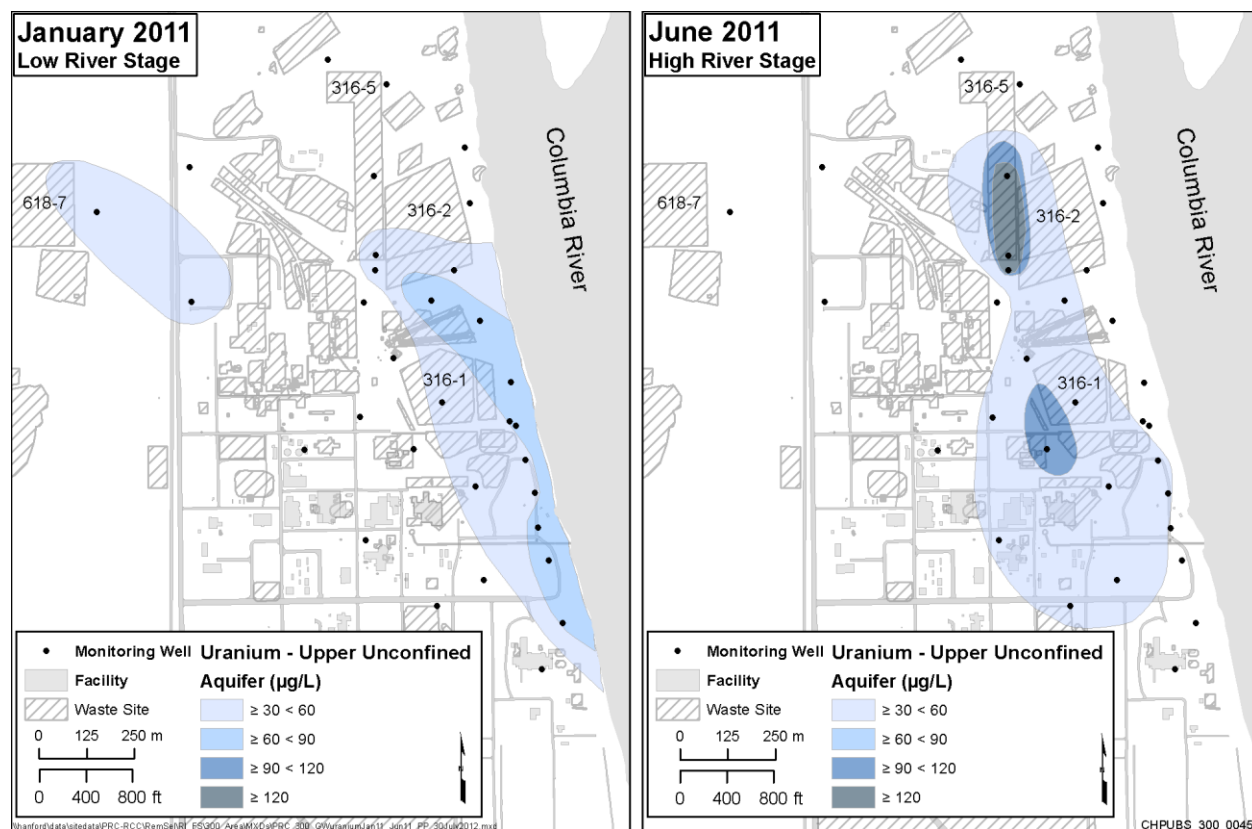 January 2011
Low River Stage
316-5
Columbia River
618-7
316-2
316-1
Monitoring Well
Facility
Waste Site
0 125 250 m
0 400 800 ft
Uranium - Upper Unconfined
Aquifer (µg/L)
≥ 30 < 60
≥ 60 < 90
≥ 90 < 120
≥ 120
June 2011
High River Stage
316-5
Columbia River
618-7
316-2
316-1
Monitoring Well
Facility
Waste Site
0 125 250 m
0 400 800 ft
Uranium - Upper Unconfined
Aquifer (µg/L)
≥ 30 < 60
≥ 60 < 90
≥ 90 < 120
≥ 120
CHPUBS_300_0045